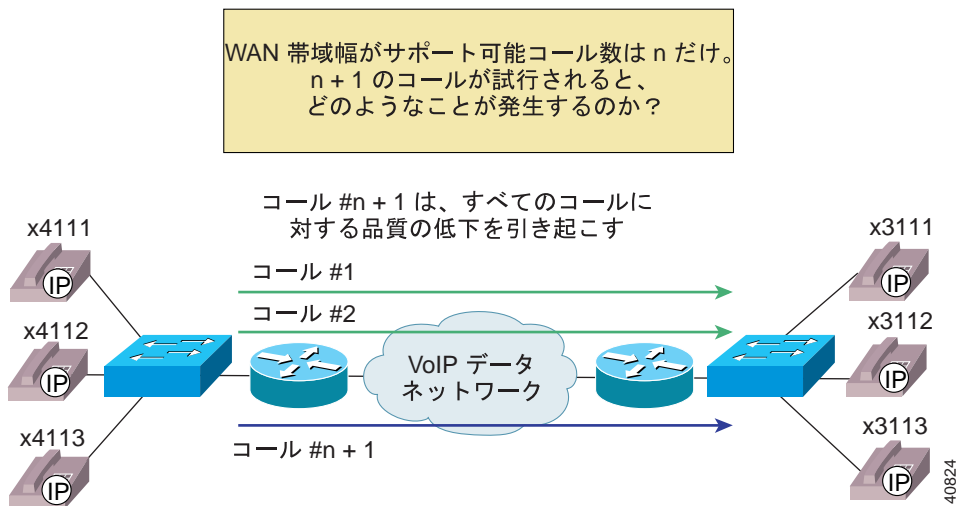 WAN 帯域幅がサポート可能コール数は n だけ。
n + 1 のコールが試行されると、
どのようなことが発生するのか？
コール #n + 1 は、すべてのコールに
対する品質の低下を引き起こす
x4111
IP
x4112
IP
x4113
IP
コール #1
コール #2
VoIP データ
ネットワーク
コール #n + 1
x3111
IP
x3112
IP
x3113
IP
40824